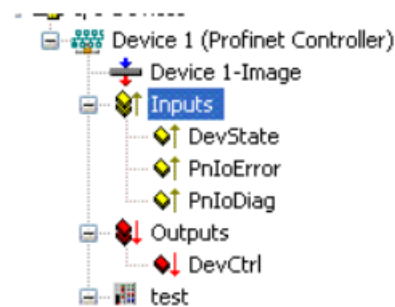 Device 1 (Profinet Controller)
Device 1-Image
Inputs
DevState
PnIoError
PnIoDiag
Outputs
DevCtrl
test